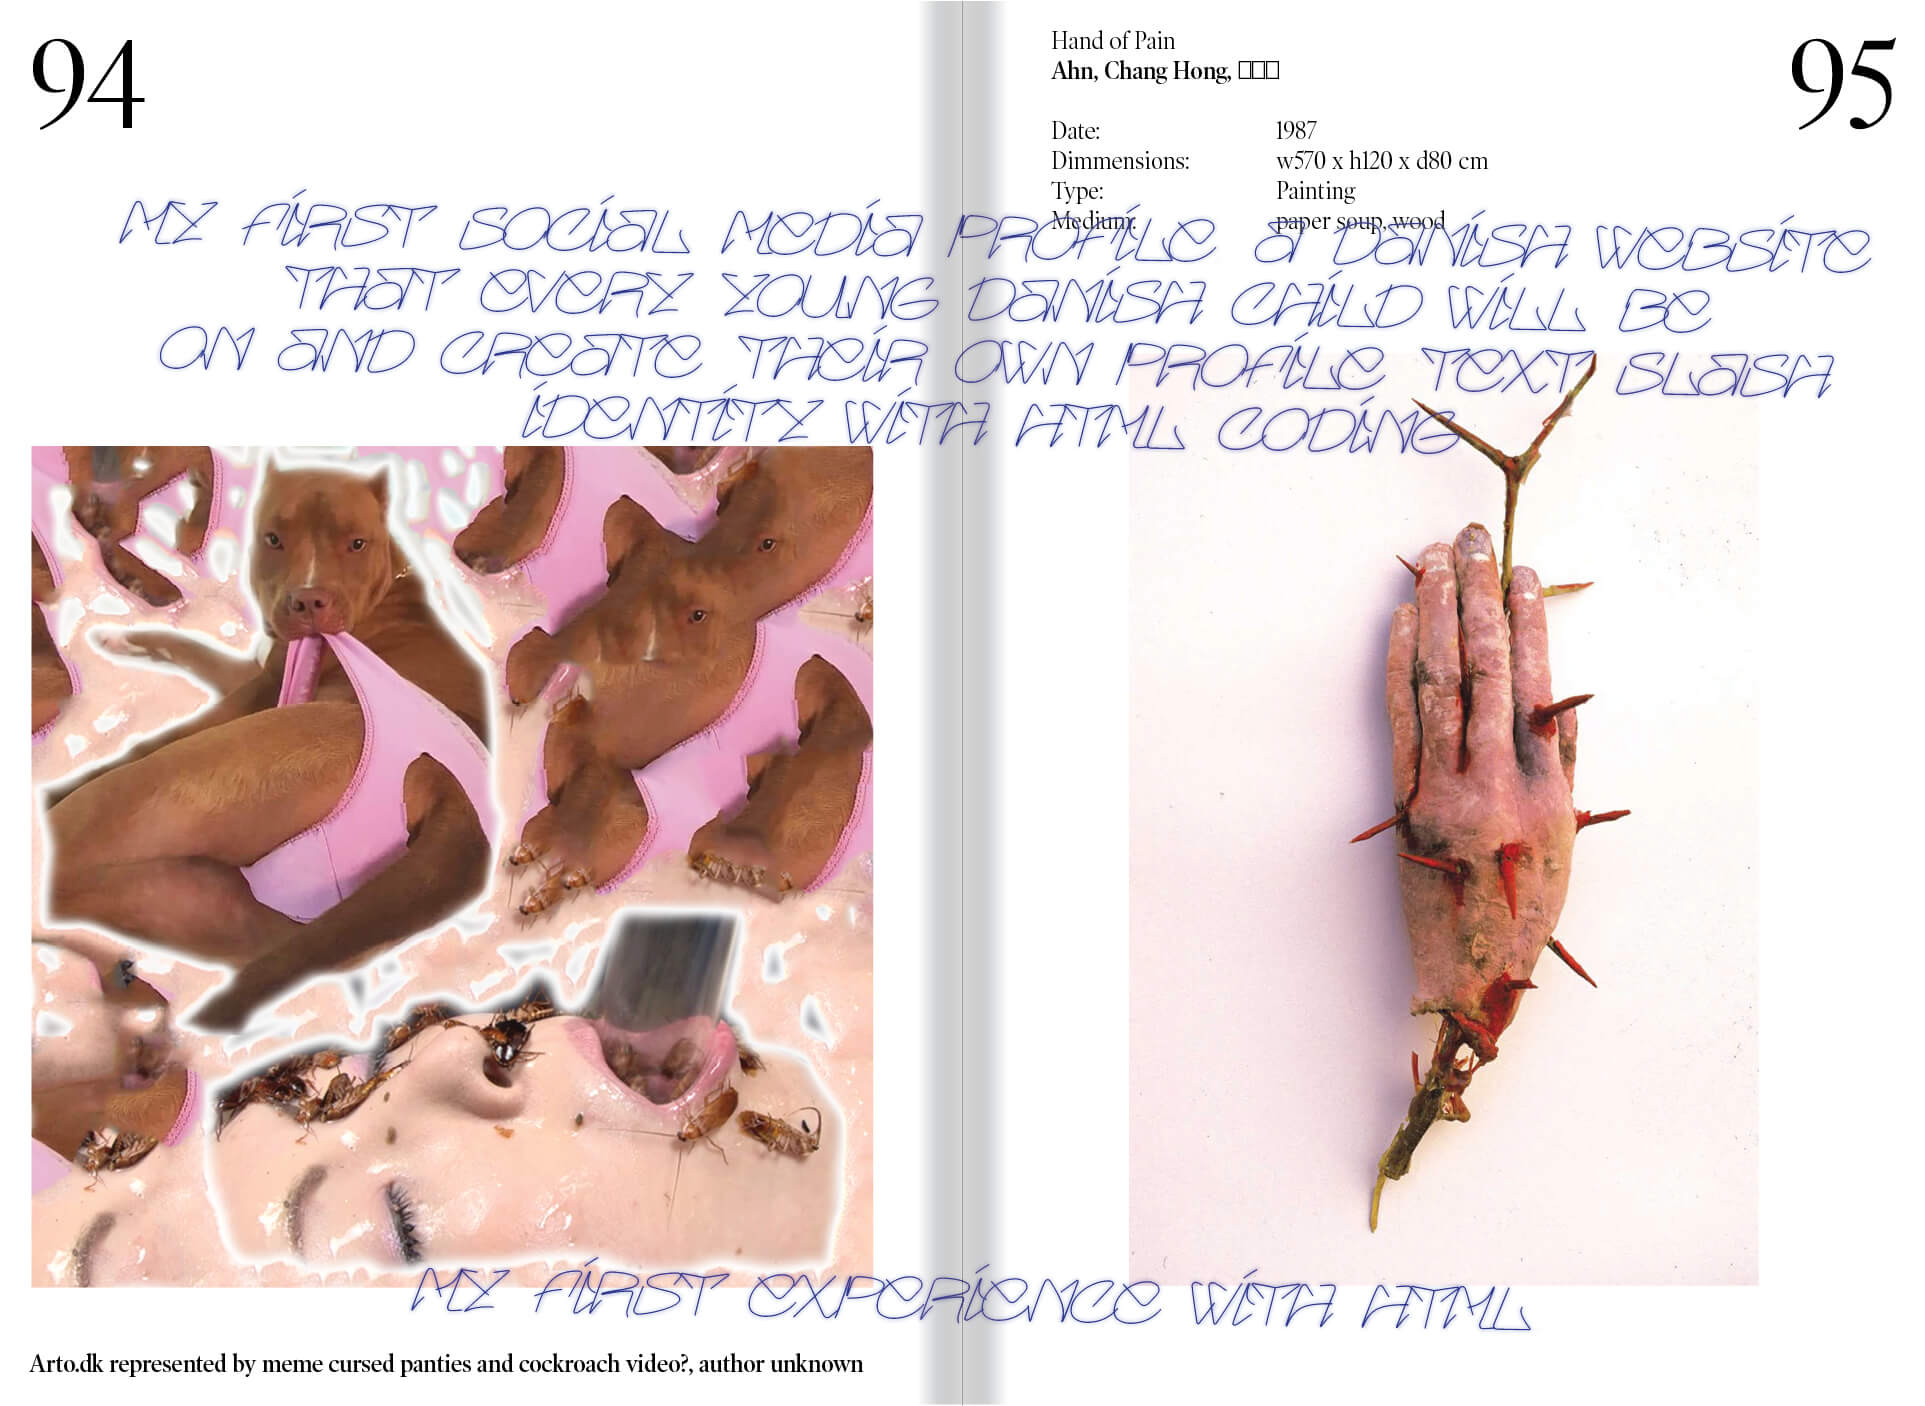 94
Hand of Pain
Ahn, Chang Hong, □□□
95
Date: 1987
Dimmensions: w570 x h120 x d80 cm
Type: Painting
Medium: paper soup, wood
MY FIRST SOCIAL MEDIA PROFILE A DANISH WEBSITE
THAT EVERY YOUNG DANISH CHILD WILL BE
ON AND CREATE THEIR OWN PROFILE TEXT SLASH
IDENTITY WITH HTML CODING
MY FIRST EXPERIENCE WITH HTML
Arto.dk represented by meme cursed panties and cockroach video?, author unknown